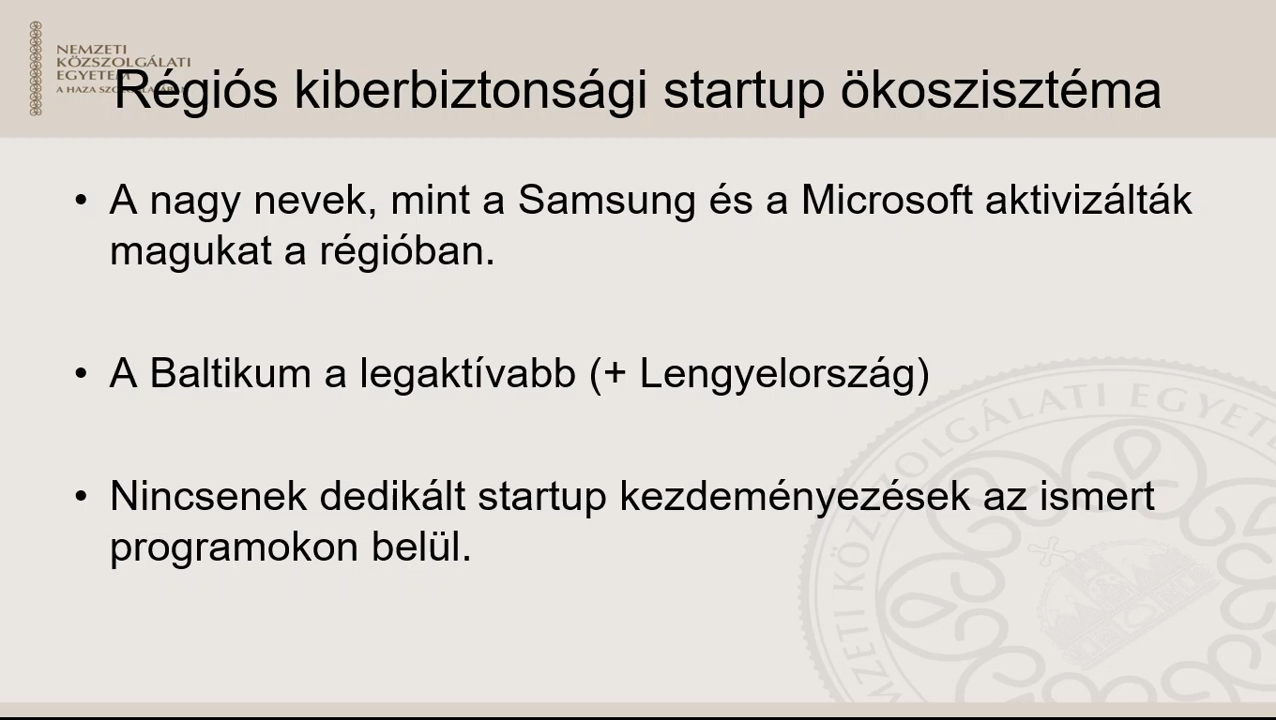 NEMZETI
KÖZSZOLGÁLATI
EGYETEM
A HAZA
Régiós kiberbiztonsági startup ökoszisztéma
• A nagy nevek, mint a Samsung és a Microsoft aktivizálták
magukat a régióban.
• A Baltikum a legaktívabb (+ Lengyelország)
• Nincsenek dedikált startup kezdeményezések az ismert
programokon belül.